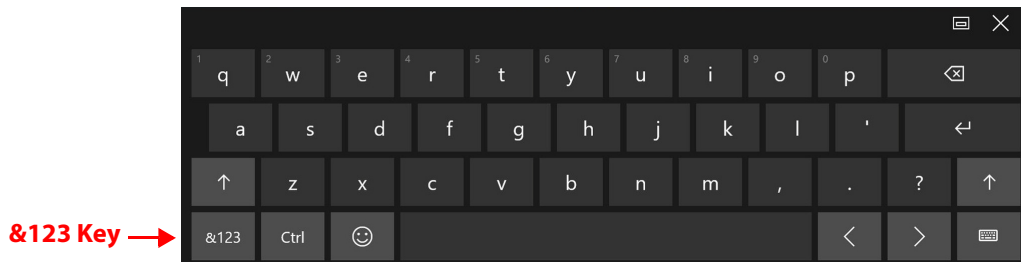 1 q 2 w 3 e 4 r 5 t 6 y 7 u 8 i 9 o 0 p
a s d f g h j k l '
z x c v b n m , . ?
&123 Key &123 Ctrl